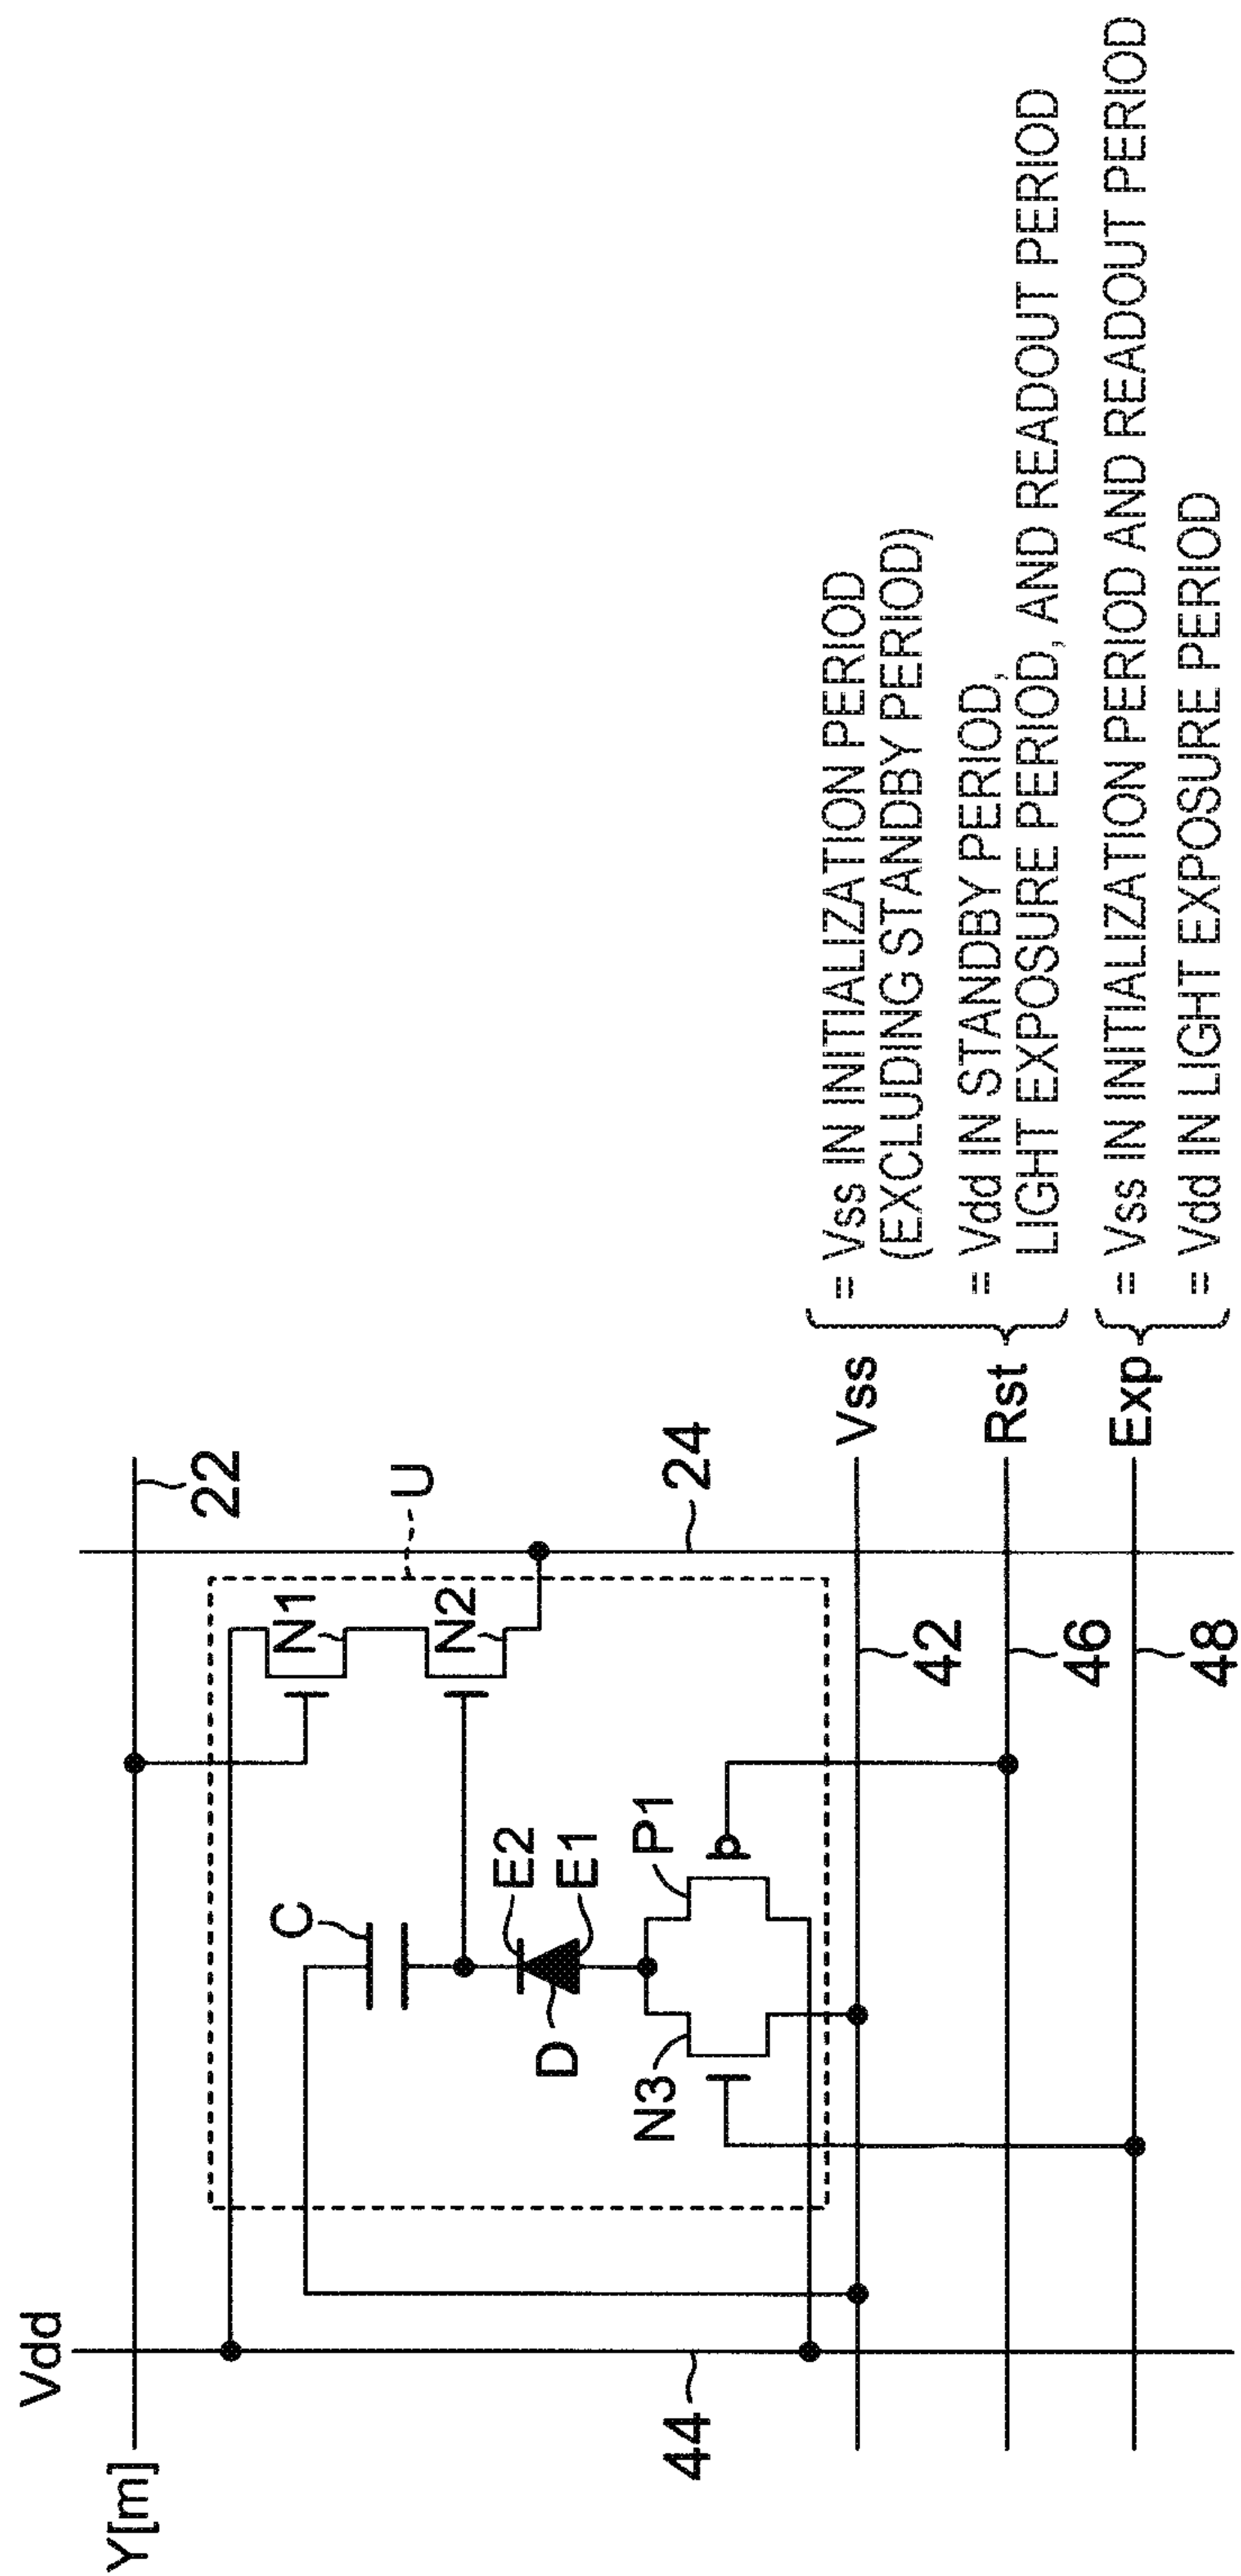 Vdd
Y[m]
22
U
N1
N2
C
E2
E1
D
P1
N3
24
44
42
46
48
Vss
Rst
= Vss IN INITIALIZATION PERIOD
(EXCLUDING STANDBY PERIOD)
= Vdd IN STANDBY PERIOD,
LIGHT EXPOSURE PERIOD, AND READOUT PERIOD
Exp
= Vss IN INITIALIZATION PERIOD AND READOUT PERIOD
= Vdd IN LIGHT EXPOSURE PERIOD